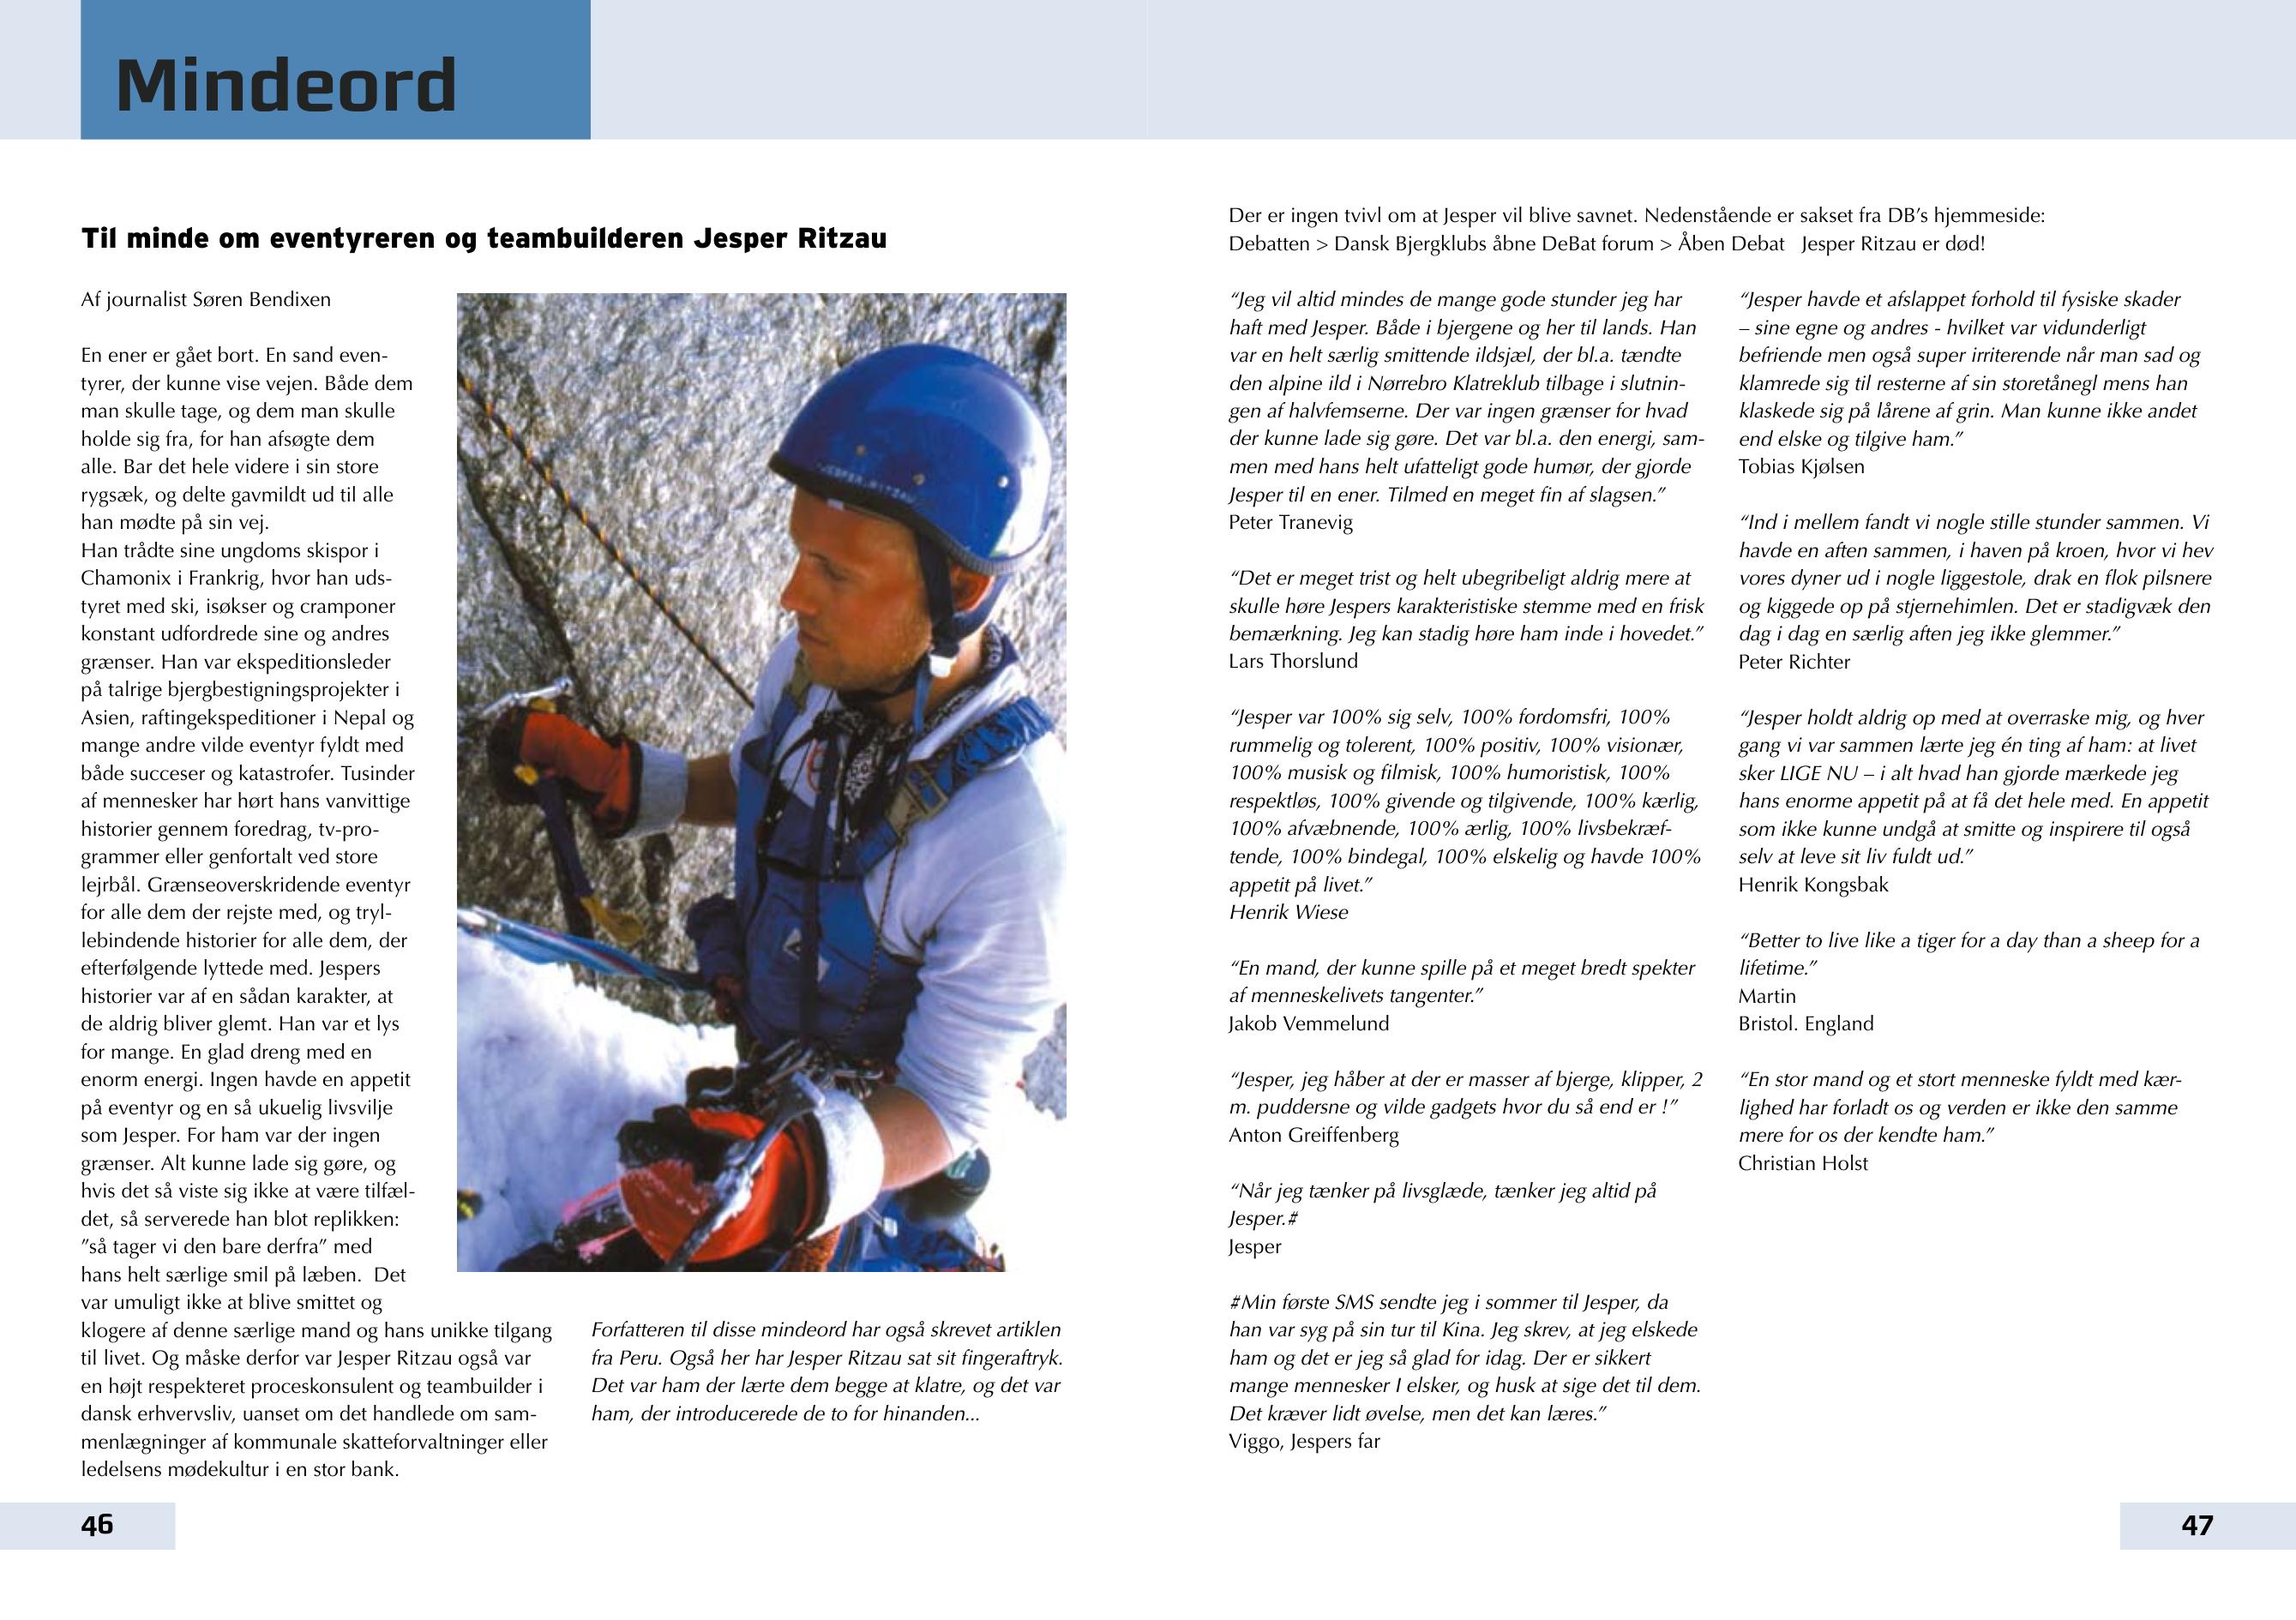 Mindeord
Til minde om eventyreren og teambuilderen Jesper Ritzau
Af journalist Søren Bendixen
En ener er gået bort. En sand even-
tyrer, der kunne vise vejen. Både dem
man skulle tage, og dem man skulle
holde sig fra, for han afsøgte dem
alle. Bar det hele videre i sin store
rygsæk, og delte gavmildt ud til alle
han mødte på sin vej.
Han trådte sine ungdoms skispor i
Chamonix i Frankrig, hvor han uds-
tyret med ski, isøkser og cramponer
konstant udfordrede sine og andres
grænser. Han var ekspeditionsleder
på talrige bjergbestigningsprojekter i
Asien, raftingekspeditioner i Nepal og
mange andre vilde eventyr fyldt med
både succeser og katastrofer. Tusinder
af mennesker har hørt hans vanvittige
historier gennem foredrag, tv-pro-
grammer eller genfortalt ved store
lejrbål. Grænseoverskridende eventyr
for alle dem der rejste med, og tryl-
lebindende historier for alle dem, der
efterfølgende lyttede med. Jespers
historier var af en sådan karakter, at
de aldrig bliver glemt. Han var et lys
for mange. En glad dreng med en
enorm energi. Ingen havde en appetit
på eventyr og en så ukuelig livsvilje
som Jesper. For ham var der ingen
grænser. Alt kunne lade sig gøre, og
hvis det så viste sig ikke at være tilfæl-
det, så serverede han blot replikken:
”så tager vi den bare derfra” med
hans helt særlige smil på læben.  Det
var umuligt ikke at blive smittet og
klogere af denne særlige mand og hans unikke tilgang
til livet. Og måske derfor var Jesper Ritzau også var
en højt respekteret proceskonsulent og teambuilder i
dansk erhvervsliv, uanset om det handlede om sam-
menlægninger af kommunale skatteforvaltninger eller
ledelsens mødekultur i en stor bank.
JESPER RITZAU
Forfatteren til disse mindeord har også skrevet artiklen
fra Peru. Også her har Jesper Ritzau sat sit fingeraftryk.
Det var ham der lærte dem begge at klatre, og det var
ham, der introducerede de to for hinanden...
46
Der er ingen tvivl om at Jesper vil blive savnet. Nedenstående er sakset fra DB’s hjemmeside:
Debatten > Dansk Bjergklubs åbne DeBat forum > Åben Debat   Jesper Ritzau er død!
“Jeg vil altid mindes de mange gode stunder jeg har
haft med Jesper. Både i bjergene og her til lands. Han
var en helt særlig smittende ildsjæl, der bl.a. tændte
den alpine ild i Nørrebro Klatreklub tilbage i slutnin-
gen af halvfemserne. Der var ingen grænser for hvad
der kunne lade sig gøre. Det var bl.a. den energi, sam-
men med hans helt ufatteligt gode humør, der gjorde
Jesper til en ener. Tilmed en meget fin af slagsen.”
Peter Tranevig
“Det er meget trist og helt ubegribeligt aldrig mere at
skulle høre Jespers karakteristiske stemme med en frisk
bemærkning. Jeg kan stadig høre ham inde i hovedet.”
Lars Thorslund
“Jesper var 100% sig selv, 100% fordomsfri, 100%
rummelig og tolerent, 100% positiv, 100% visionær,
100% musisk og filmisk, 100% humoristisk, 100%
respektløs, 100% givende og tilgivende, 100% kærlig,
100% afvæbnende, 100% ærlig, 100% livsbekræf-
tende, 100% bindegal, 100% elskelig og havde 100%
appetit på livet.”
Henrik Wiese
“En mand, der kunne spille på et meget bredt spekter
af menneskelivets tangenter.”
Jakob Vemmelund
“Jesper, jeg håber at der er masser af bjerge, klipper, 2
m. puddersne og vilde gadgets hvor du så end er !”
Anton Greiffenberg
“Når jeg tænker på livsglæde, tænker jeg altid på
Jesper.#
Jesper
#Min første SMS sendte jeg i sommer til Jesper, da
han var syg på sin tur til Kina. Jeg skrev, at jeg elskede
ham og det er jeg så glad for idag. Der er sikkert
mange mennesker I elsker, og husk at sige det til dem.
Det kræver lidt øvelse, men det kan læres.”
Viggo, Jespers far
“Jesper havde et afslappet forhold til fysiske skader
– sine egne og andres - hvilket var vidunderligt
befriende men også super irriterende når man sad og
klamrede sig til resterne af sin storetånegl mens han
klaskede sig på lårene af grin. Man kunne ikke andet
end elske og tilgive ham.”
Tobias Kjølsen
“Ind i mellem fandt vi nogle stille stunder sammen. Vi
havde en aften sammen, i haven på kroen, hvor vi hev
vores dyner ud i nogle liggestole, drak en flok pilsnere
og kiggede op på stjernehimlen. Det er stadigvæk den
dag i dag en særlig aften jeg ikke glemmer.”
Peter Richter
“Jesper holdt aldrig op med at overraske mig, og hver
gang vi var sammen lærte jeg én ting af ham: at livet
sker LIGE NU – i alt hvad han gjorde mærkede jeg
hans enorme appetit på at få det hele med. En appetit
som ikke kunne undgå at smitte og inspirere til også
selv at leve sit liv fuldt ud.”
Henrik Kongsbak
“Better to live like a tiger for a day than a sheep for a
lifetime.”
Martin
Bristol. England
“En stor mand og et stort menneske fyldt med kær-
lighed har forladt os og verden er ikke den samme
mere for os der kendte ham.”
Christian Holst
47